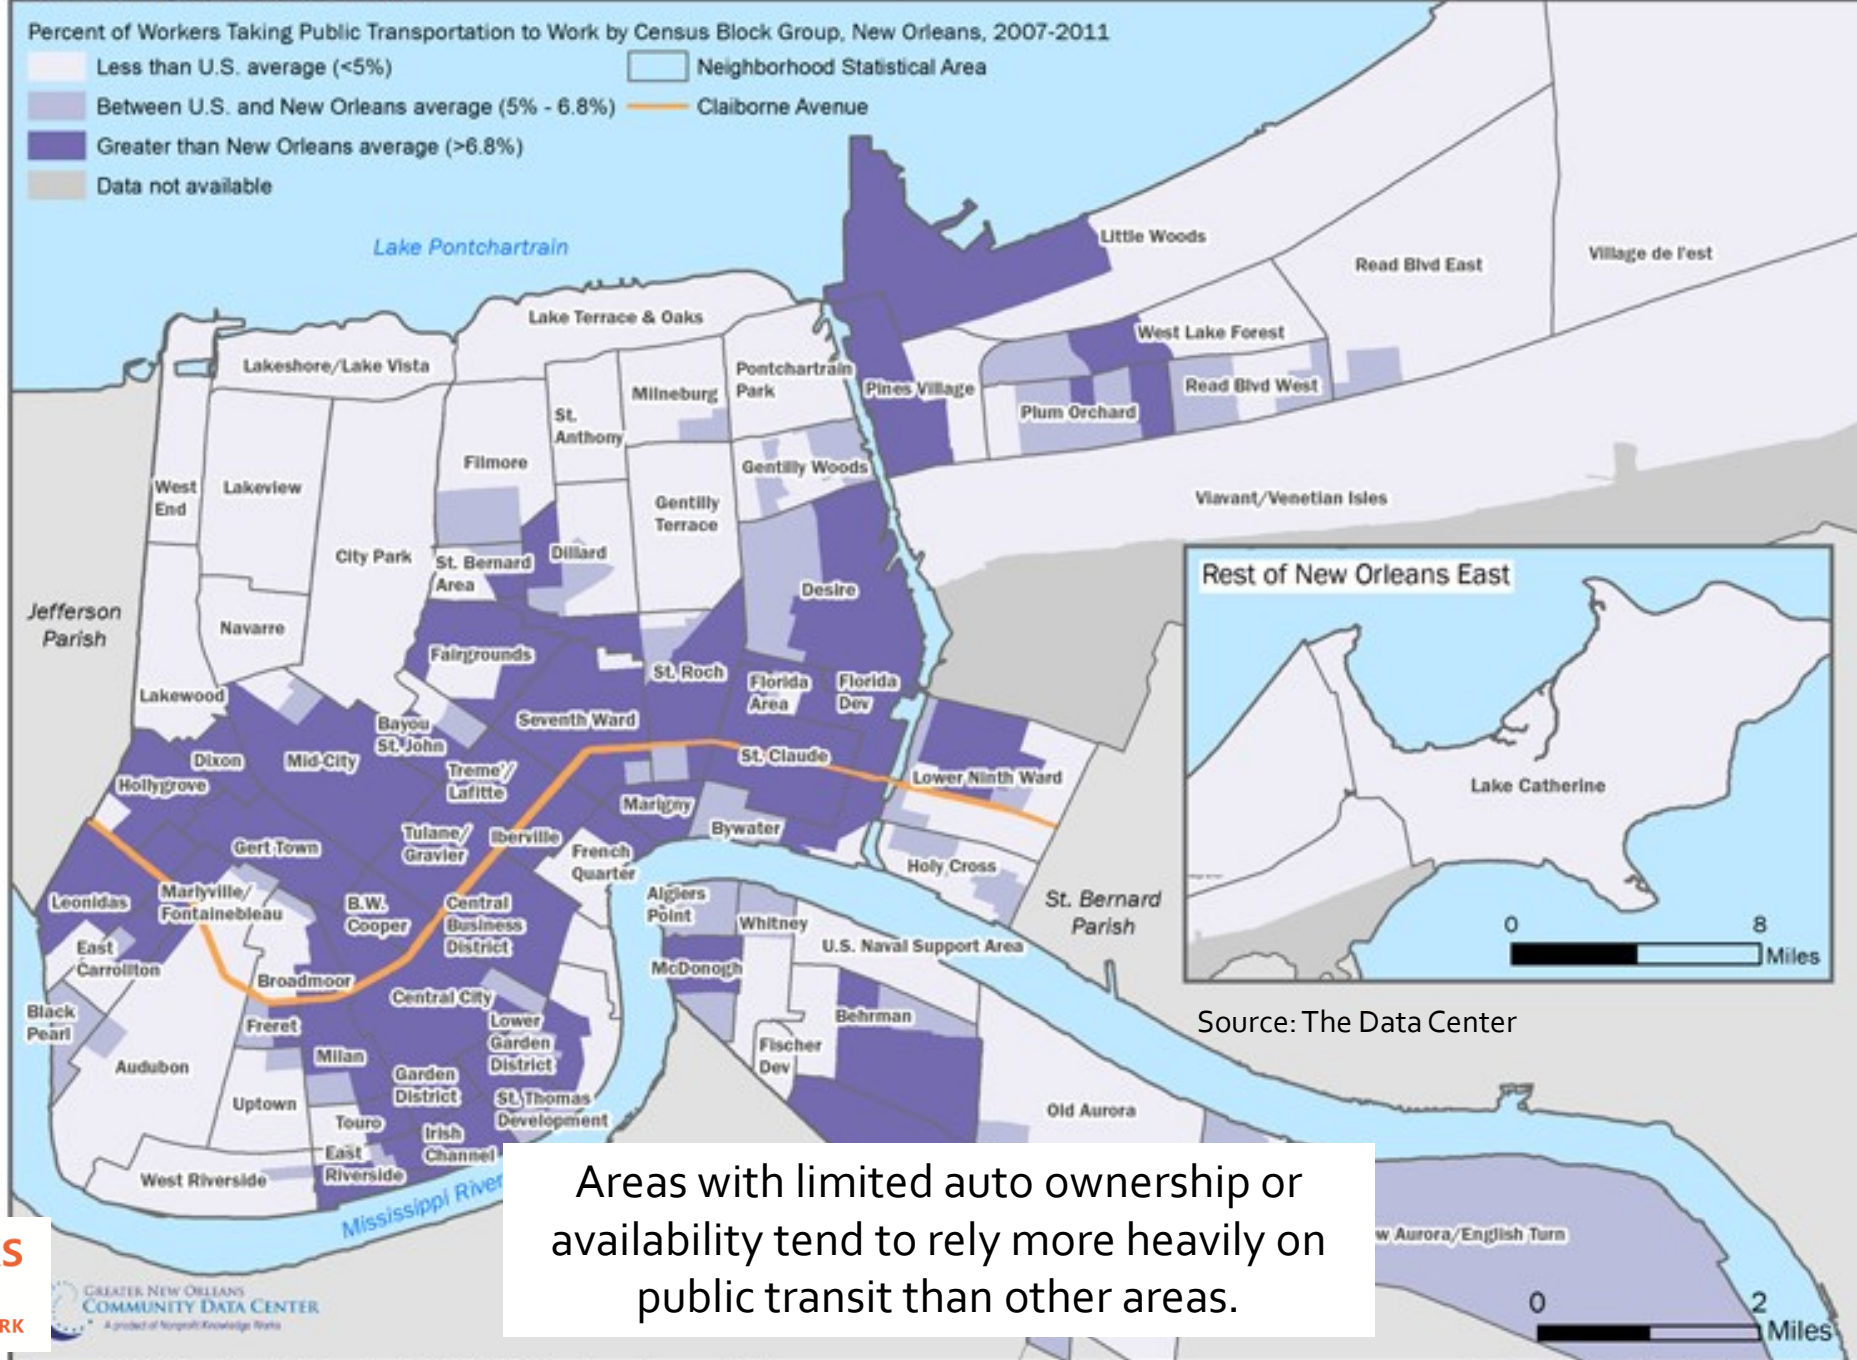 Percent of Workers Taking Public Transportation to Work by Census Block Group, New Orleans, 2007-2011
Less than U.S. average (<5%)
Neighborhood Statistical Area
Between U.S. and New Orleans average (5% - 6.8%)
Claiborne Avenue
Greater than New Orleans average (>6.8%)
Data not available
Lake Pontchartrain
Little Woods
Read Blvd East
Village de l'est
Lake Terrace & Oaks
West Lake Forest
Lakeshore/Lake Vista
Pontchartrain
Park
Milneburg
Pines Village
Read Blvd West
Plum Orchard
St.
Anthony
Filmore
Gentilly Woods
West
End
Lakeview
Gentilly
Terrace
Viavant/Venetian Isles
City Park
St. Bernard
Area
Dillard
Desire
Rest of New Orleans East
Jefferson
Parish
Navarre
Fairgrounds
St. Roch
Florida
Area
Florida
Dev
Lakewood
Bayou
St. John
Seventh Ward
St. Claude
Dixon
Mid-City
Treme'/
Lafitte
Lower Ninth Ward
Hollygrove
Marigny
Lake Catherine
Bywater
Gert Town
Tulane/
Gravier
Iberville
French
Quarter
Holy Cross
Leonidas
Marlyville/
Fontainebleau
B.W.
Cooper
Central
Business
District
Algiers
Point
Whitney
St. Bernard
Parish
U.S. Naval Support Area
0 8
Miles
East
Carrollton
Broadmoor
McDonogh
Central City
Black
Pearl
Freret
Lower
Garden
District
Behrman
Source: The Data Center
Audubon
Milan
Fischer
Dev
Garden
District
Uptown
St. Thomas
Development
Old Aurora
Touro
Irish
Channel
East
Riverside
West Riverside
Mississippi River
Areas with limited auto ownership or
availability tend to rely more heavily on
public transit than other areas.
Aurora/English Turn
S
RK
GREATER NEW ORLEANS
COMMUNITY DATA CENTER
A product of Nonprofit Knowledge Works
0 2
Miles